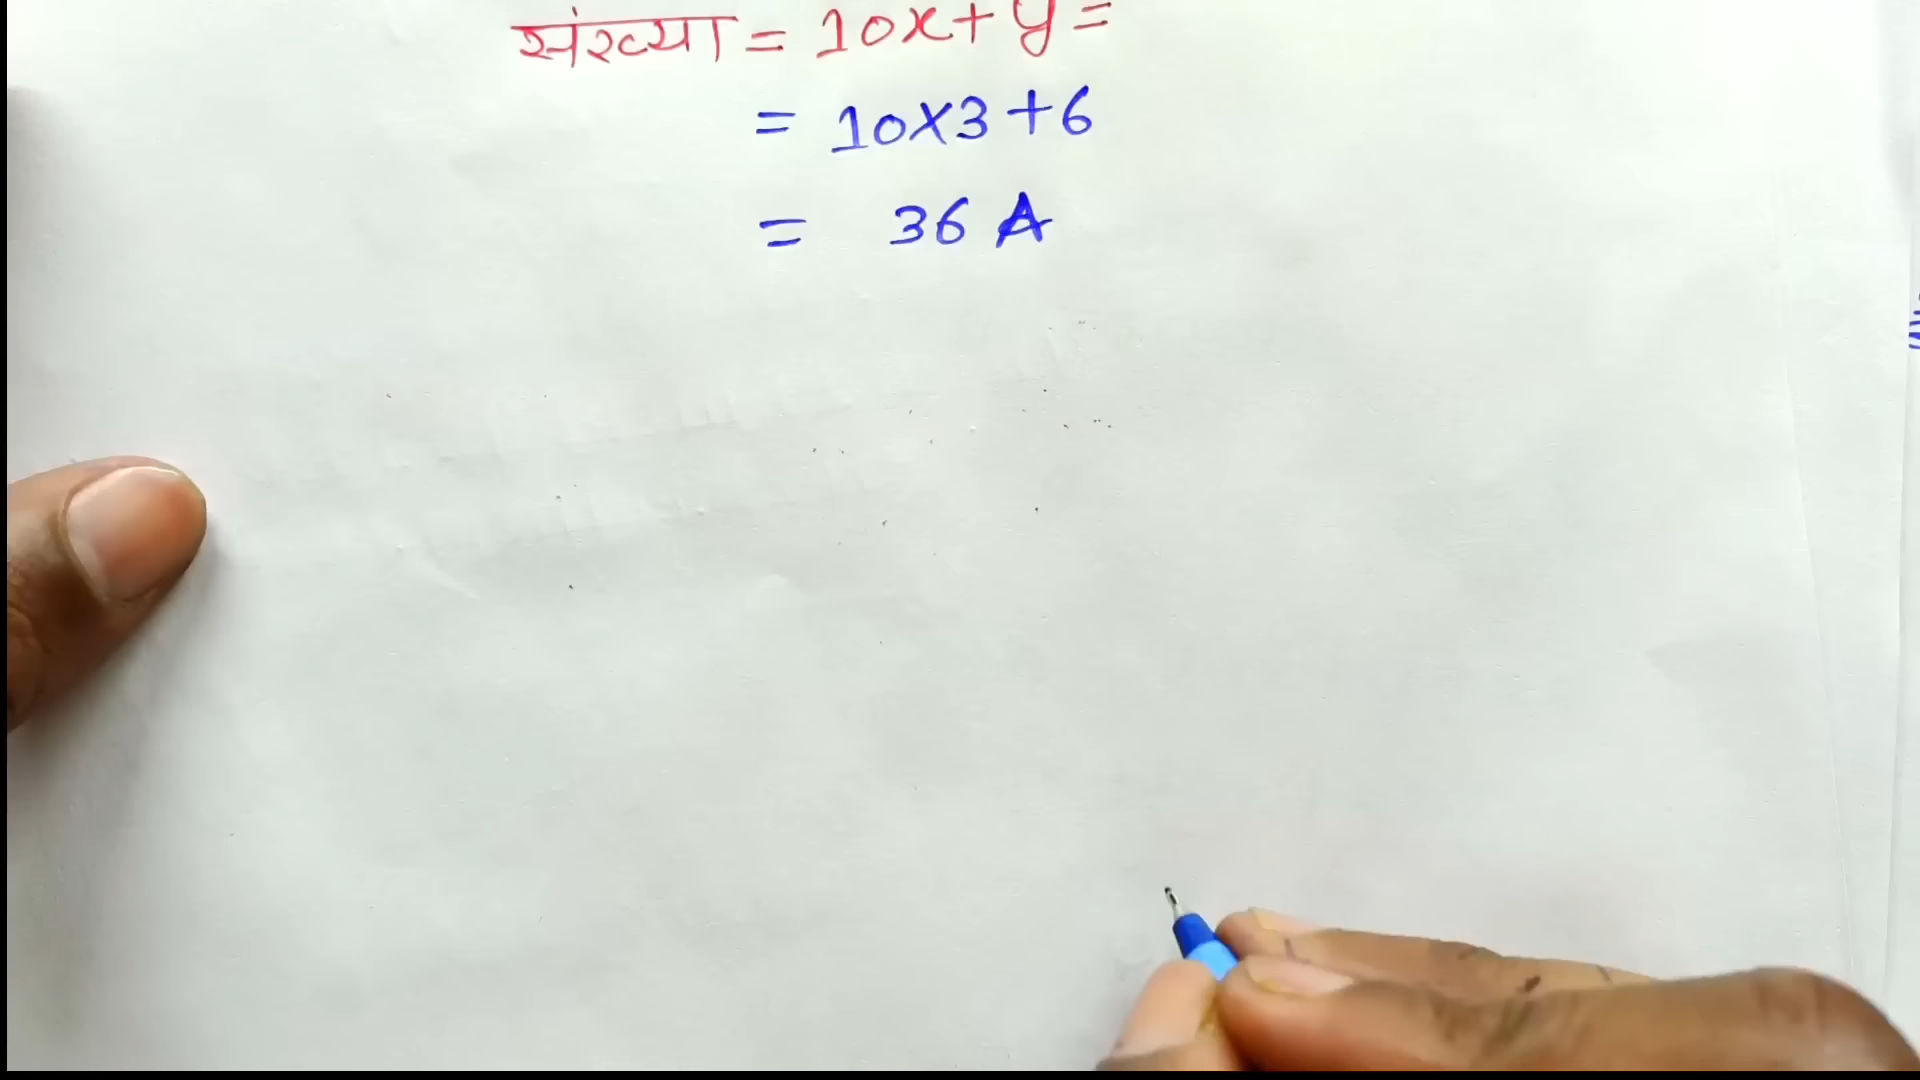 संख्या = 10x + y =
= 10×3+6
= 36 A